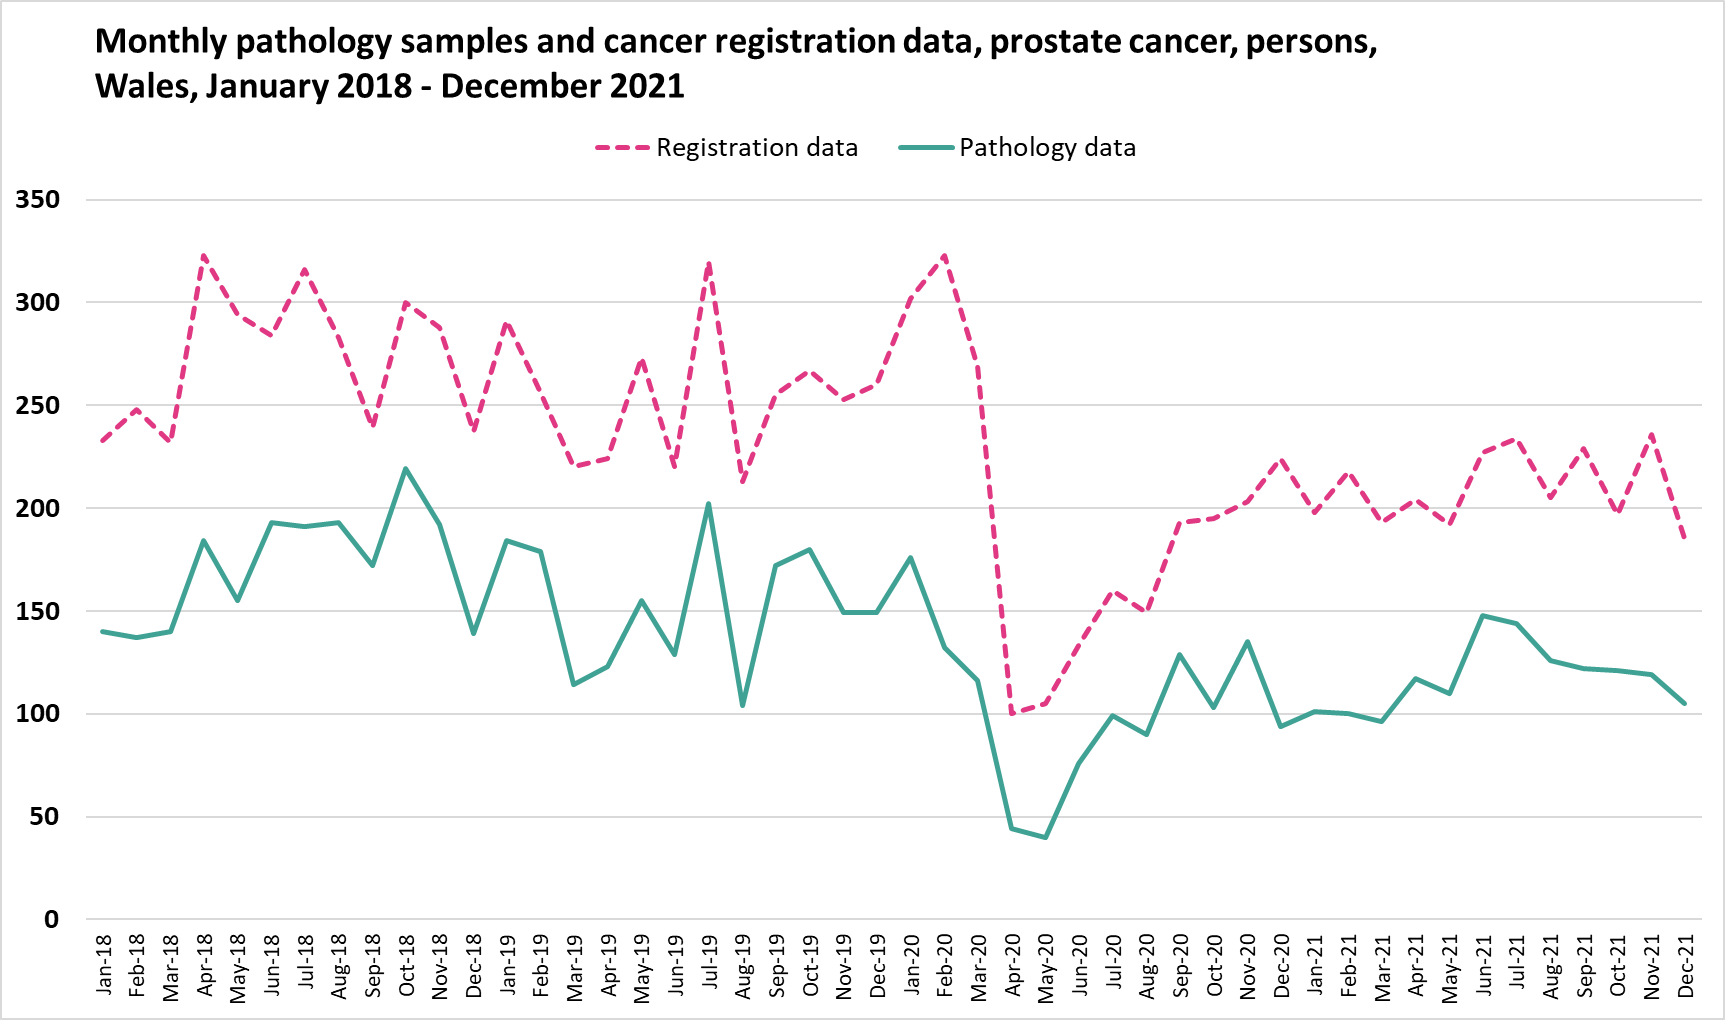 Monthly pathology samples and cancer registration data, prostate cancer, persons,
Wales, January 2018 - December 2021
Registration data
Pathology data
350
300
250
200
150
100
50
0
Jan-18
Feb-18
Mar-18
Apr-18
May-18
Jun-18
Jul-18
Aug-18
Sep-18
Oct-18
Nov-18
Dec-18
Jan-19
Feb-19
Mar-19
Apr-19
May-19
Jun-19
Jul-19
Aug-19
Sep-19
Oct-19
Nov-19
Dec-19
Jan-20
Feb-20
Mar-20
Apr-20
May-20
Jun-20
Jul-20
Aug-20
Sep-20
Oct-20
Nov-20
Dec-20
Jan-21
Feb-21
Mar-21
Apr-21
May-21
Jun-21
Jul-21
Aug-21
Sep-21
Oct-21
Nov-21
Dec-21